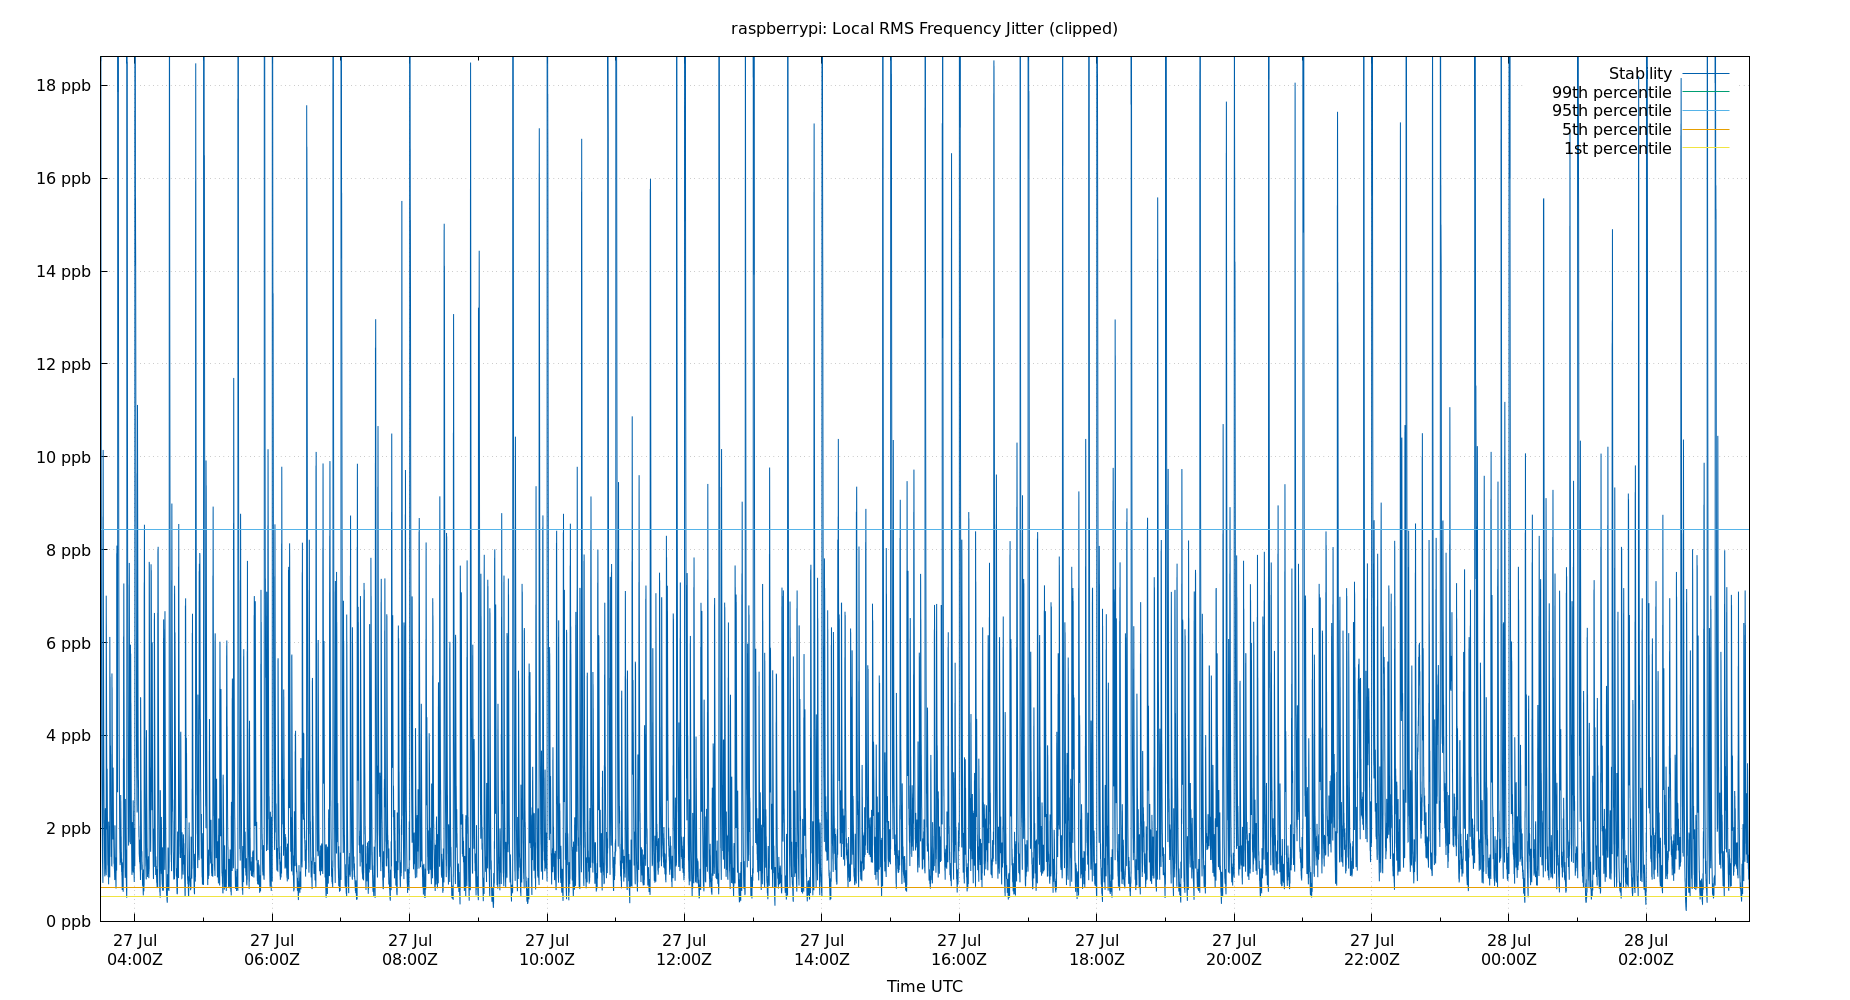 raspberrypi: Local RMS Frequency Jitter (clipped)
Stability
99th percentile
95th percentile
5th percentile
1st percentile
18 ppb
16 ppb
14 ppb
12 ppb
10 ppb
8 ppb
6 ppb
4 ppb
2 ppb
0 ppb
27 Jul 27 Jul 27 Jul 27 Jul 27 Jul 27 Jul 27 Jul 27 Jul 27 Jul 27 Jul 28 Jul 28 Jul
04:00Z 06:00Z 08:00Z 10:00Z 12:00Z 14:00Z 16:00Z 18:00Z 20:00Z 22:00Z 00:00Z 02:00Z
Time UTC